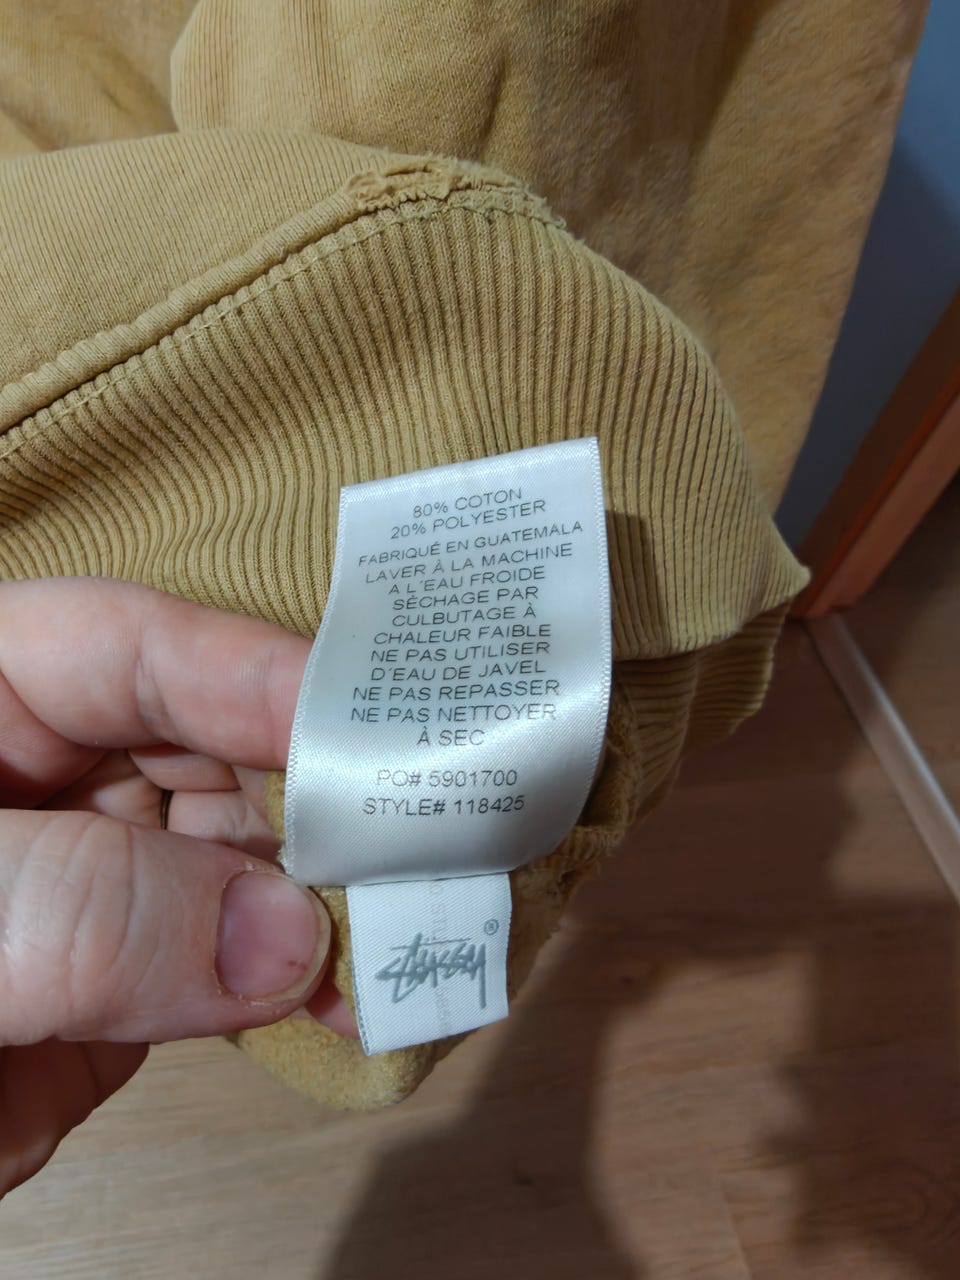 80% COTON
20% POLYESTER
FABRIQUÉ EN GUATEMALA
LAVER À LA MACHINE
A L´EAU FROIDE
SÈCHAGE PAR
CULBUTAGE À
CHALEUR FAIBLE
NE PAS UTILISER
D´EAU DE JAVEL
NE PAS REPASSER
NE PAS NETTOYER
À SEC
PO# 5901700
STYLE# 118425
Stüssy®